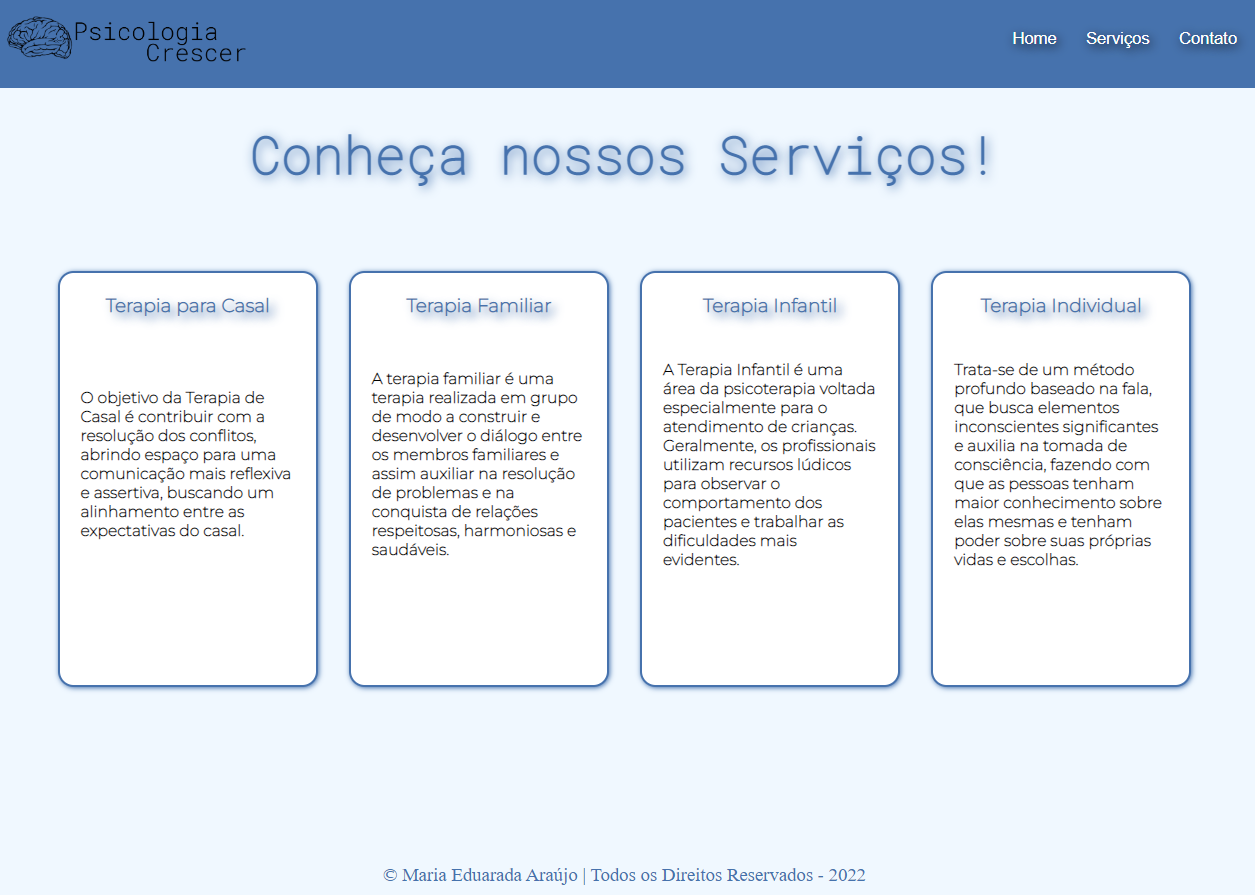 Psicologia
Crescer
Home Serviços Contato
Conheça nossos Serviços!
Terapia para Casal
O objetivo da Terapia de
Casal é contribuir com a
resolução dos conflitos,
abrindo espaço para uma
comunicação mais reflexiva
e assertiva, buscando um
alinhamento entre as
expectativas do casal.
Terapia Familiar
A terapia familiar é uma
terapia realizada em grupo
de modo a construir e
desenvolver o diálogo entre
os membros familiares e
assim auxiliar na resolução
de problemas e na
conquista de relações
respeitosas, harmoniosas e
saudáveis.
Terapia Infantil
A Terapia Infantil é uma
área da psicoterapia voltada
especialmente para o
atendimento de crianças.
Geralmente, os profissionais
utilizam recursos lúdicos
para observar o
comportamento dos
pacientes e trabalhar as
dificuldades mais
evidentes.
Terapia Individual
Trata-se de um método
profundo baseado na fala,
que busca elementos
inconscientes significantes
e auxilia na tomada de
consciência, fazendo com
que as pessoas tenham
maior conhecimento sobre
elas mesmas e tenham
poder sobre suas próprias
vidas e escolhas.
© Maria Eduarada Araújo | Todos os Direitos Reservados - 2022